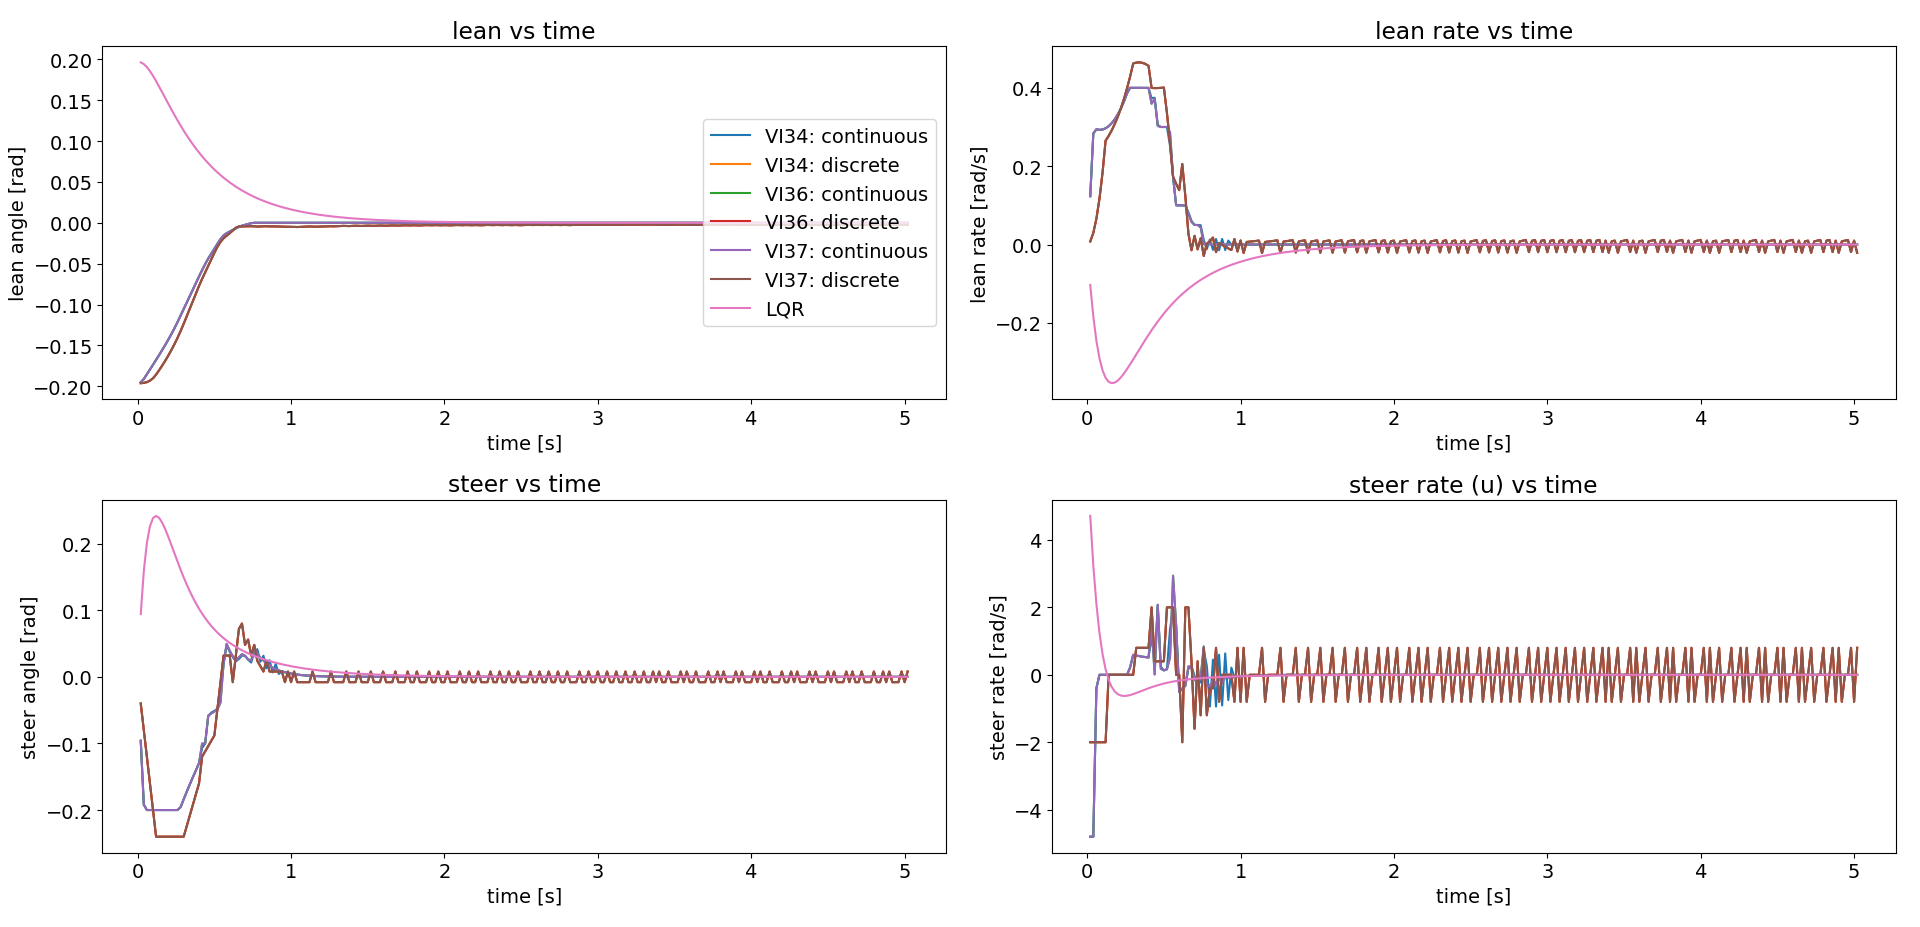 lean vs time
lean angle [rad]
0.20
0.15
0.10
0.05
0.00
−0.05
−0.10
−0.15
−0.20
0 1 2 3 4 5
time [s]
VI34: continuous
VI34: discrete
VI36: continuous
VI36: discrete
VI37: continuous
VI37: discrete
LQR
lean rate vs time
lean rate [rad/s]
0.4
0.2
0.0
−0.2
0 1 2 3 4 5
time [s]
steer vs time
steer angle [rad]
0.2
0.1
0.0
−0.1
−0.2
0 1 2 3 4 5
time [s]
steer rate (u) vs time
steer rate [rad/s]
4
2
0
−2
−4
0 1 2 3 4 5
time [s]